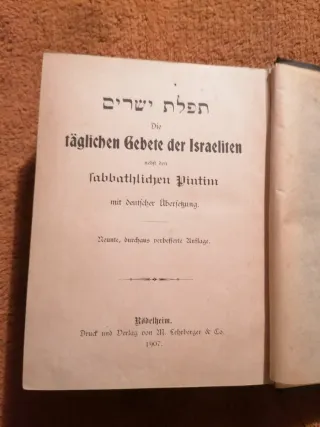 תפלת ישרים
Die
täglichen Gebete der Israeliten
nebst den
sabbathlichen Piutim
mit deutscher Übersetzung.
Neunte, durchaus verbesserte Auflage.
Rödelheim.
Druck und Verlag von M. Lehrberger & Co.
1907.